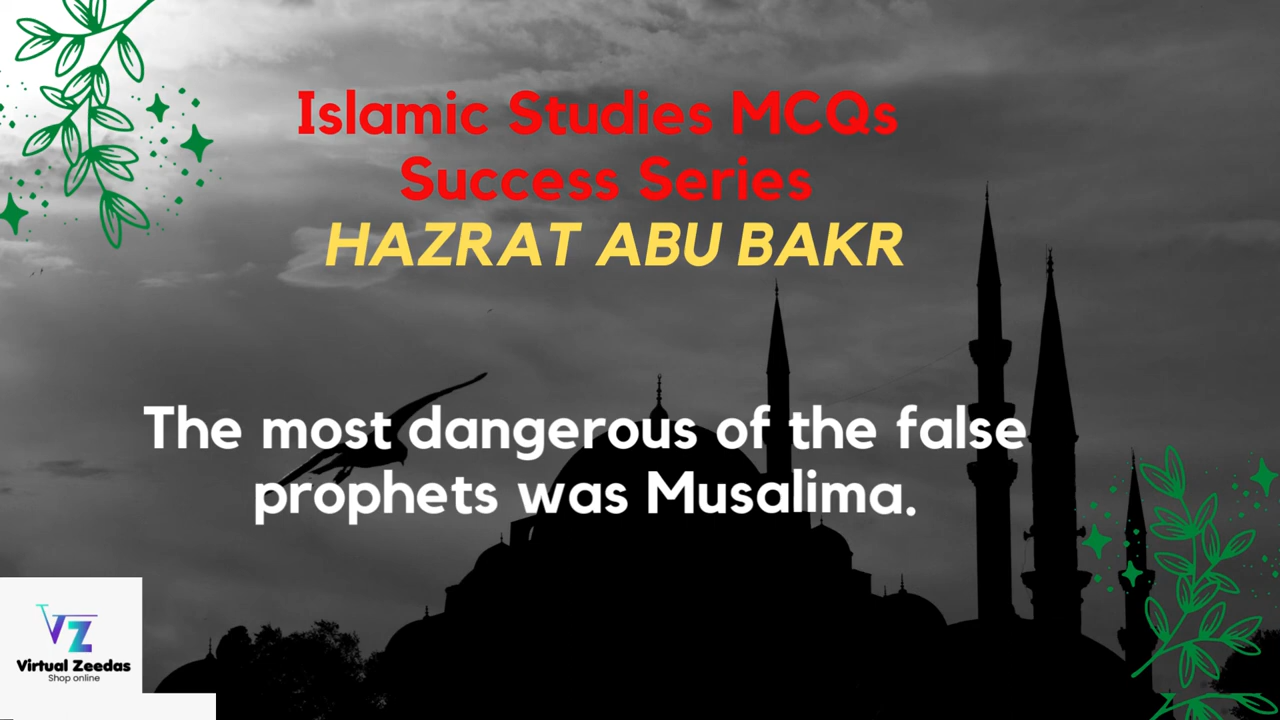 Islamic Studies MCQs
Success Series
HAZRAT ABU BAKR
The most dangerous of the false
prophets was Musalima.
VZ
Virtual Zeedas
Shop online